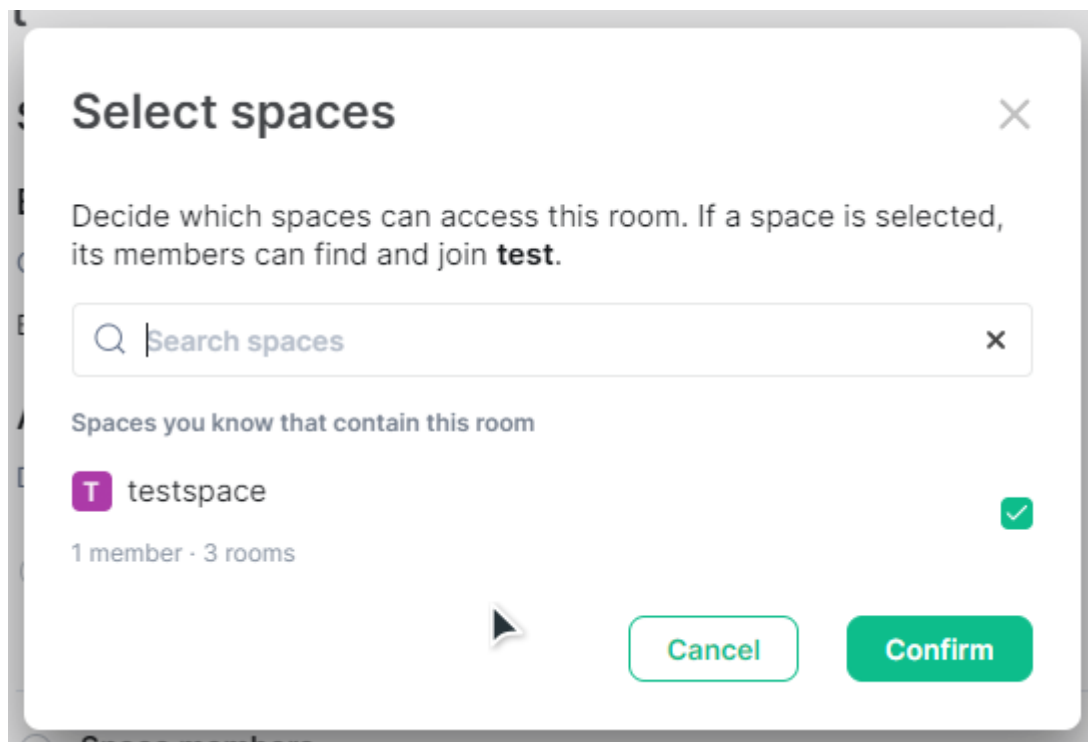 Select spaces
Decide which spaces can access this room. If a space is selected,
its members can find and join test.
Search spaces
Spaces you know that contain this room
T testspace
1 member · 3 rooms
Cancel Confirm